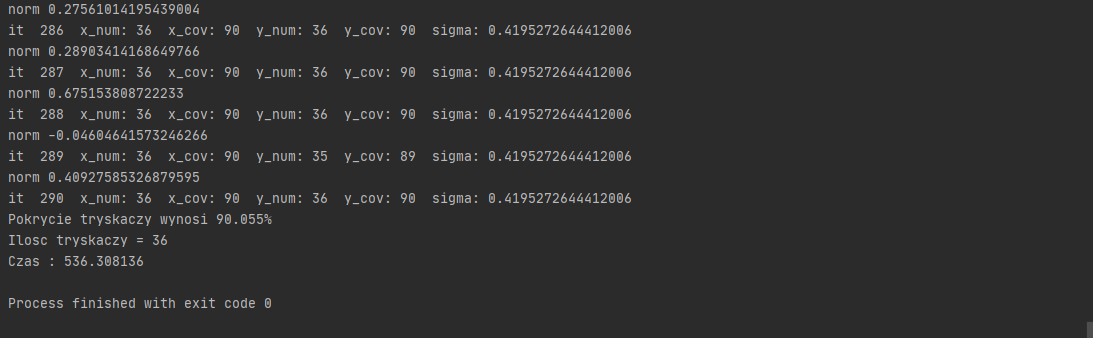 norm 0.27561014195439004
it  286  x_num: 36  x_cov: 90  y_num: 36  y_cov: 90  sigma: 0.4195272644412006
norm 0.28903414168649766
it  287  x_num: 36  x_cov: 90  y_num: 36  y_cov: 90  sigma: 0.4195272644412006
norm 0.675153808722233
it  288  x_num: 36  x_cov: 90  y_num: 36  y_cov: 90  sigma: 0.4195272644412006
norm -0.04604641573246266
it  289  x_num: 36  x_cov: 90  y_num: 35  y_cov: 89  sigma: 0.4195272644412006
norm 0.40927585326879595
it  290  x_num: 36  x_cov: 90  y_num: 36  y_cov: 90  sigma: 0.4195272644412006
Pokrycie tryskaczy wynosi 90.055%
Ilosc tryskaczy = 36
Czas : 536.308136
Process finished with exit code 0